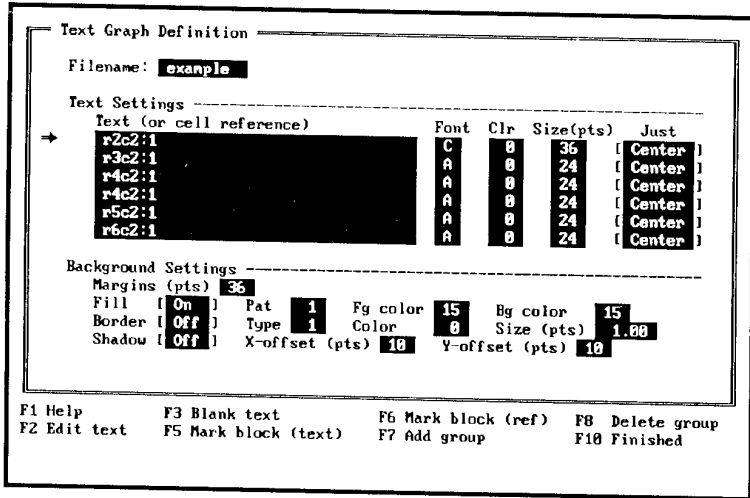 Text Graph Definition
Filename: example
Text Settings
Text (or cell reference) Font Clr Size(pts) Just
r2c2:1 C 0 36 [ Center ]
r3c2:1 A 0 24 [ Center ]
r4c2:1 A 0 24 [ Center ]
r4c2:1 A 0 24 [ Center ]
r5c2:1 A 0 24 [ Center ]
r6c2:1 A 0 24 [ Center ]
Background Settings
Margins (pts) 36
Fill [ On ] Pat 1 Fg color 15 Bg color 15
Border [ Off ] Type 1 Color 0 Size (pts) 1.00
Shadow [ Off ] X-offset (pts) 10 Y-offset (pts) 10
F1 Help F3 Blank text F6 Mark block (ref) F8 Delete group
F2 Edit text F5 Mark block (text) F7 Add group F10 Finished